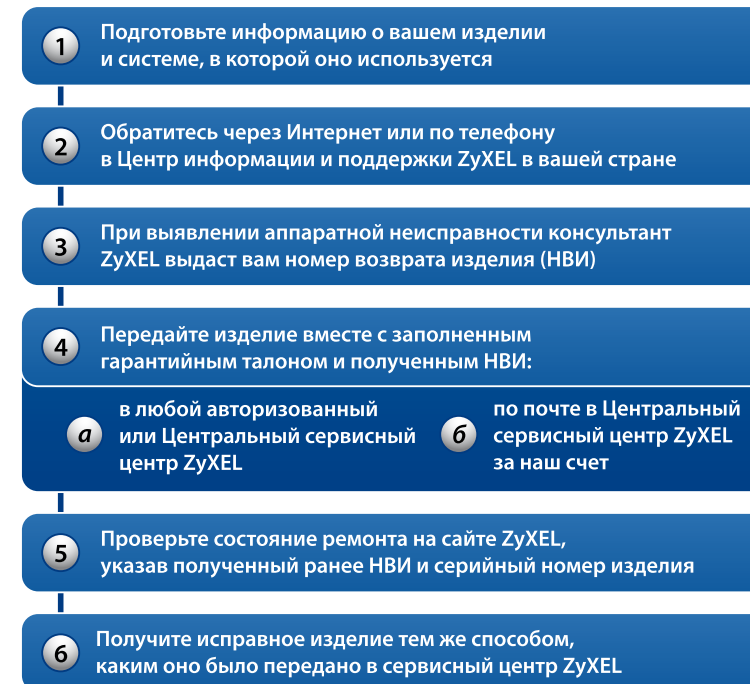 1
Подготовьте информацию о вашем изделии
и системе, в которой оно используется
2
Обратитесь через Интернет или по телефону
в Центр информации и поддержки ZyXEL в вашей стране
3
При выявлении аппаратной неисправности консультант
ZyXEL выдаст вам номер возврата изделия (НВИ)
4
Передайте изделие вместе с заполненным
гарантийным талоном и полученным НВИ:
а
в любой авторизованный
или Центральный сервисный
центр ZyXEL
б
по почте в Центральный
сервисный центр ZyXEL
за наш счет
5
Проверьте состояние ремонта на сайте ZyXEL,
указав полученный ранее НВИ и серийный номер изделия
6
Получите исправное изделие тем же способом,
каким оно было передано в сервисный центр ZyXEL